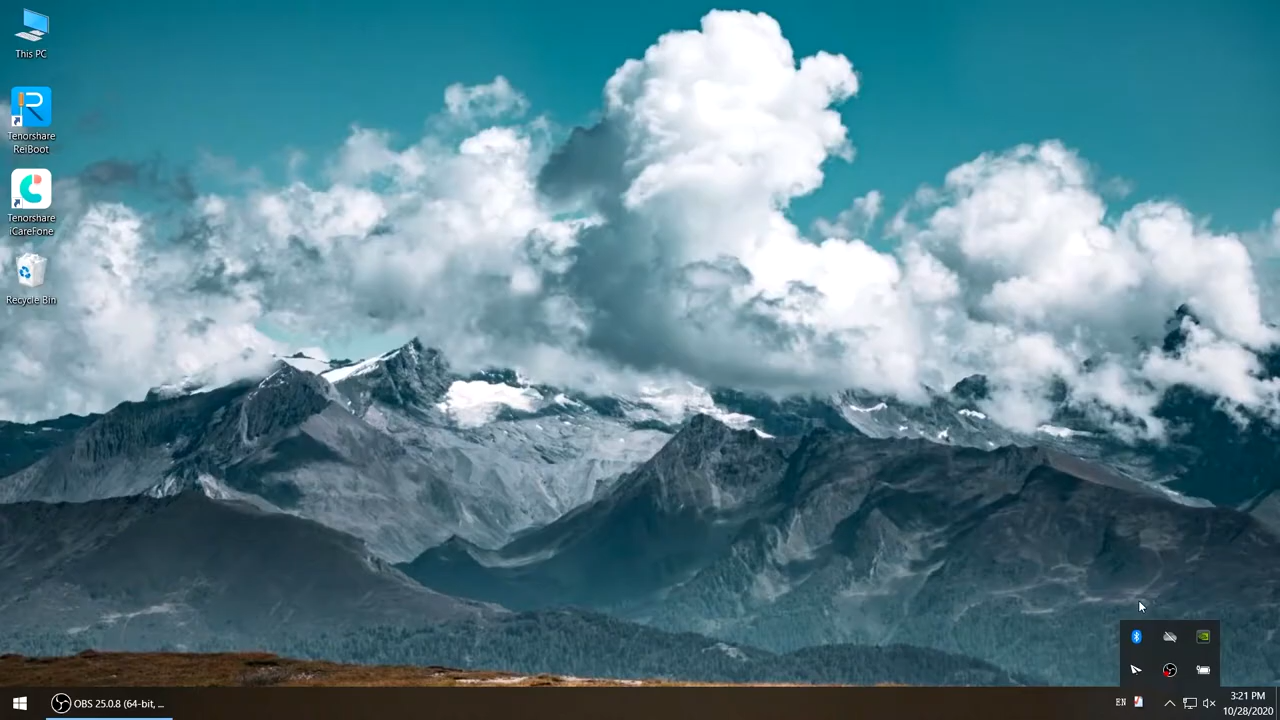 This PC
Tenorshare
ReiBoot
Tenorshare
iCareFone
Recycle Bin
OBS 25.0.8 (64-bit, ...
EN
3:21 PM
10/28/2020